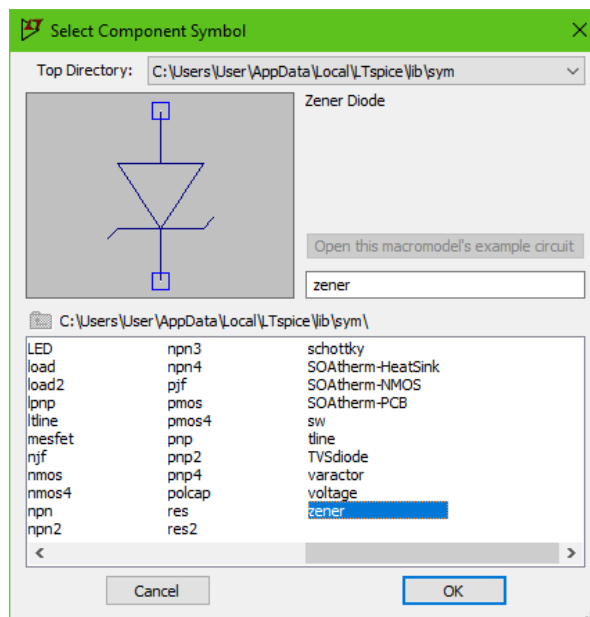 Select Component Symbol
Top Directory: C:\Users\User\AppData\Local\LTspice\lib\sym
Zener Diode
Open this macromodel's example circuit
zener
C:\Users\User\AppData\Local\LTspice\lib\sym\
LED npn3 schottky
load npn4 SOAtherm-HeatSink
load2 pjf SOAtherm-NMOS
lpnp pmos SOAtherm-PCB
ltline pmos4 sw
mesfet pnp tline
njf pnp2 TVSdiode
nmos pnp4 varactor
nmos4 polcap voltage
npn res zener
npn2 res2
Cancel OK